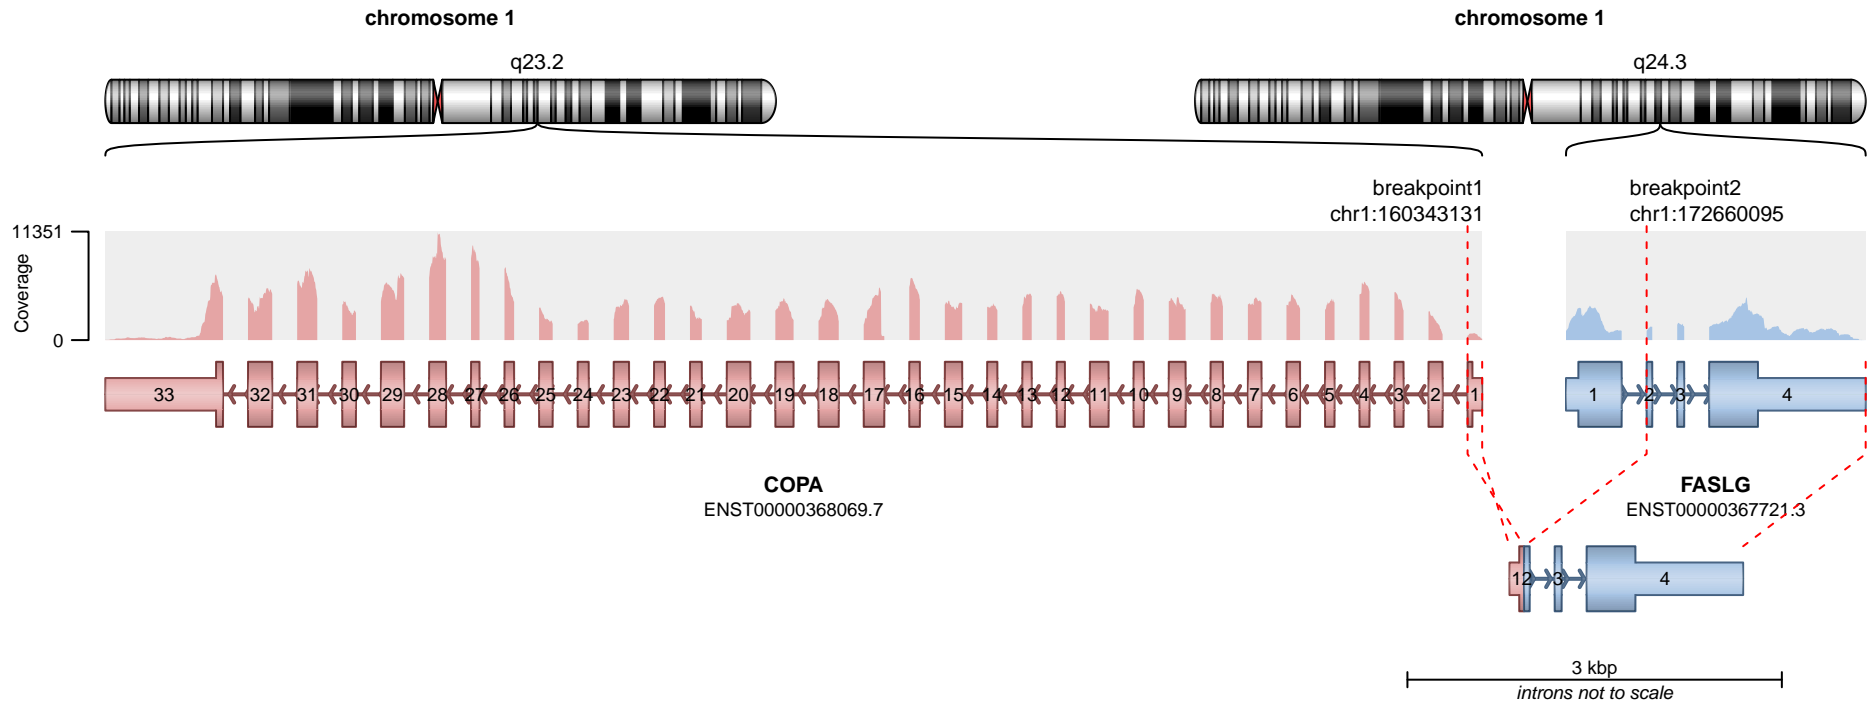 chromosome 1
chromosome 1
q23.2
q24.3
breakpoint1
chr1:160343131
breakpoint2
chr1:172660095
11351
Coverage
0
33 32 31 30 29 28 27 26 25 24 23 22 21 20 19 18 17 16 15 14 13 12 11 10 9 8 7 6 5 4 3 2 1
1 2 3 4
COPA
ENST00000368069.7
FASLG
ENST00000367721.3
1 2 3 4
3 kbp
introns not to scale